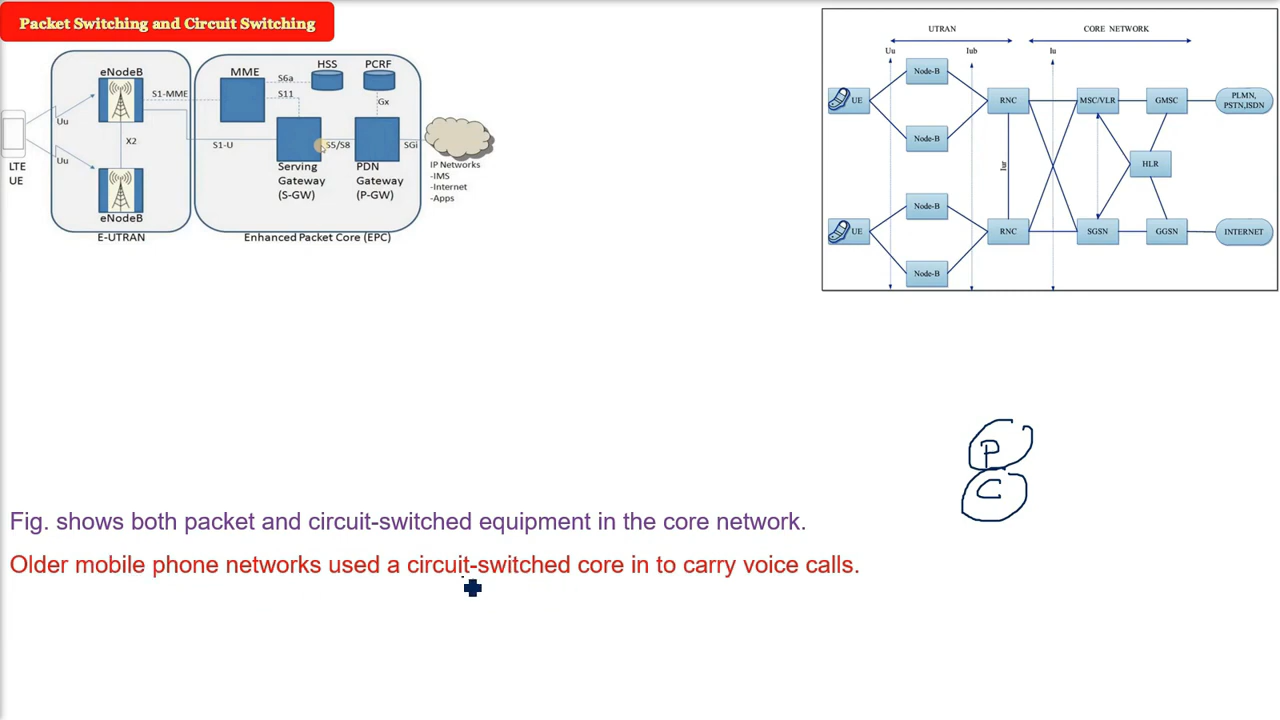 Packet Switching and Circuit Switching
eNodeB
MME
HSS
PCRF
S6a
S1-MME
S11
Gx
Uu
X2
S1-U
S5/S8
SGi
Uu
LTE
UE
Serving
Gateway
(S-GW)
PDN
Gateway
(P-GW)
IP Networks
-IMS
-Internet
-Apps
eNodeB
E-UTRAN
Enhanced Packet Core (EPC)
UTRAN
CORE NETWORK
Uu
Iub
Iu
Node-B
UE
RNC
MSC/VLR
GMSC
PLMN,
PSTN,ISDN
Node-B
Iur
HLR
Node-B
UE
RNC
SGSN
GGSN
INTERNET
Node-B
P
C
Fig. shows both packet and circuit-switched equipment in the core network.
Older mobile phone networks used a circuit-switched core in to carry voice calls.